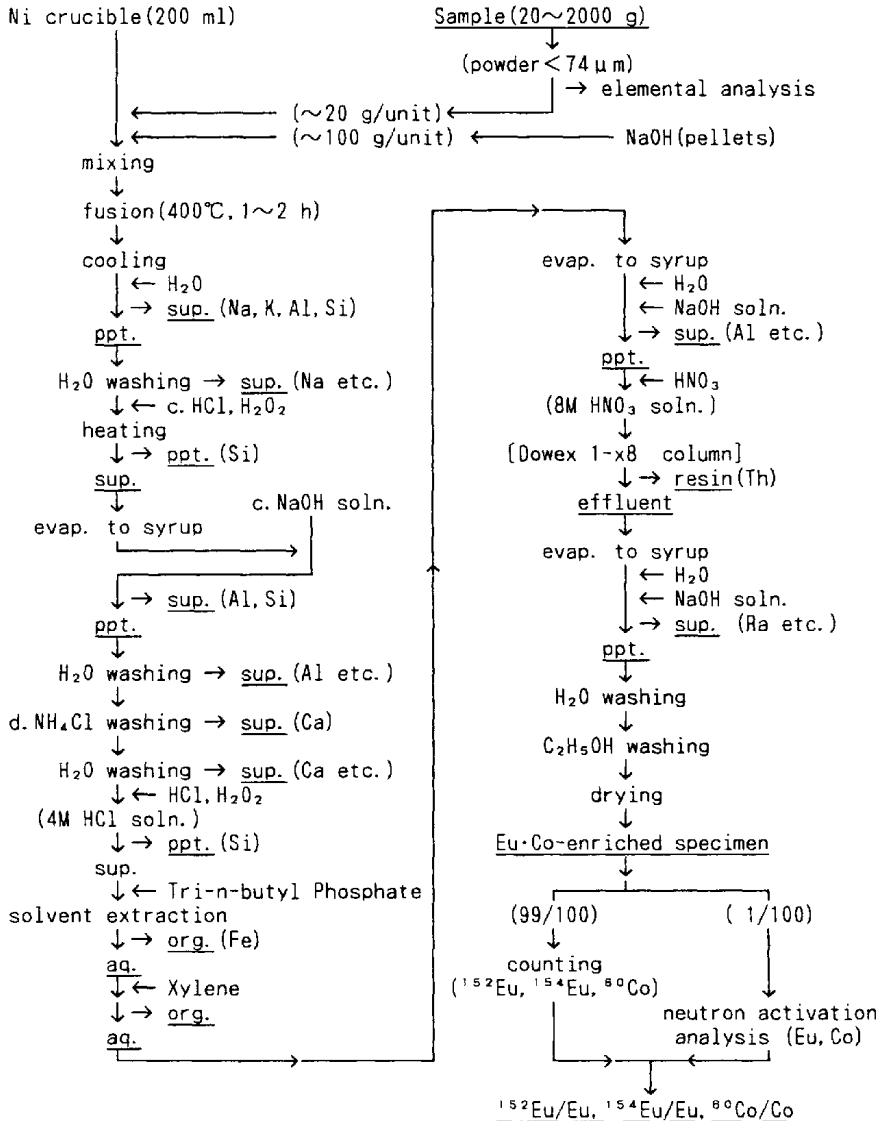 Ni crucible(200 ml)
Sample(20~2000 g)
(powder<74μm)
→ elemental analysis
(~20 g/unit)
(~100 g/unit)
NaOH(pellets)
mixing
fusion(400℃, 1~2 h)
cooling
← H₂O
→ sup. (Na, K, Al, Si)
ppt.
H₂O washing → sup. (Na etc.)
← c. HCl, H₂O₂
heating
→ ppt. (Si)
sup.
c. NaOH soln.
evap. to syrup
→ sup. (Al, Si)
ppt.
H₂O washing → sup. (Al etc.)
d. NH₄Cl washing → sup. (Ca)
H₂O washing → sup. (Ca etc.)
← HCl, H₂O₂
(4M HCl soln.)
→ ppt. (Si)
sup.
← Tri-n-butyl Phosphate
solvent extraction
→ org. (Fe)
aq.
← Xylene
→ org.
aq.
evap. to syrup
← H₂O
← NaOH soln.
→ sup. (Al etc.)
ppt.
← HNO₃
(8M HNO₃ soln.)
[Dowex 1-x8 column]
→ resin(Th)
effluent
evap. to syrup
← H₂O
← NaOH soln.
→ sup. (Ra etc.)
ppt.
H₂O washing
C₂H₅OH washing
drying
Eu·Co-enriched specimen
(99/100)
( 1/100)
counting
(¹⁵²Eu, ¹⁵⁴Eu, ⁶⁰Co)
neutron activation
analysis (Eu, Co)
¹⁵²Eu/Eu, ¹⁵⁴Eu/Eu, ⁶⁰Co/Co